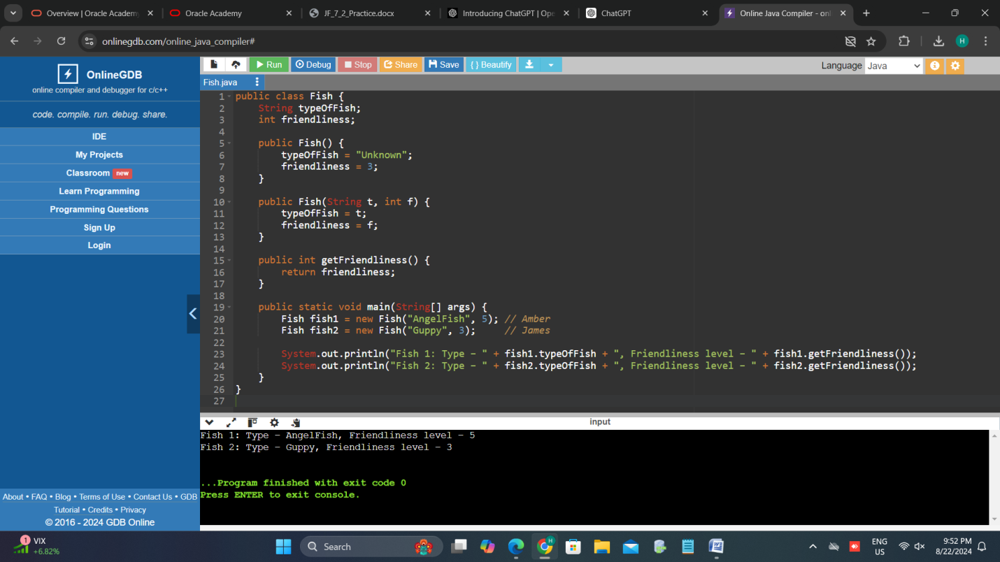 Overview | Oracle Academy
Oracle Academy
JF_7_2_Practice.docx
Introducing ChatGPT | Ope
ChatGPT
Online Java Compiler - onl
onlinegdb.com/online_java_compiler#
H
OnlineGDB
online compiler and debugger for c/c++
code. compile. run. debug. share.
IDE
My Projects
Classroom new
Learn Programming
Programming Questions
Sign Up
Login
About • FAQ • Blog • Terms of Use • Contact Us • GDB
Tutorial • Credits • Privacy
© 2016 - 2024 GDB Online
Run
Debug
Stop
Share
Save
{ } Beautify
Language Java
Fish.java
1 public class Fish {
2 String typeOfFish;
3 int friendliness;
4
5 public Fish() {
6 typeOfFish = "Unknown";
7 friendliness = 3;
8 }
9
10 public Fish(String t, int f) {
11 typeOfFish = t;
12 friendliness = f;
13 }
14
15 public int getFriendliness() {
16 return friendliness;
17 }
18
19 public static void main(String[] args) {
20 Fish fish1 = new Fish("AngelFish", 5); // Amber
21 Fish fish2 = new Fish("Guppy", 3); // James
22
23 System.out.println("Fish 1: Type - " + fish1.typeOfFish + ", Friendliness level - " + fish1.getFriendliness());
24 System.out.println("Fish 2: Type - " + fish2.typeOfFish + ", Friendliness level - " + fish2.getFriendliness());
25 }
26 }
27
input
Fish 1: Type - AngelFish, Friendliness level - 5
Fish 2: Type - Guppy, Friendliness level - 3
...Program finished with exit code 0
Press ENTER to exit console.
1
VIX
+6.82%
Search
ENG
US
9:52 PM
8/22/2024